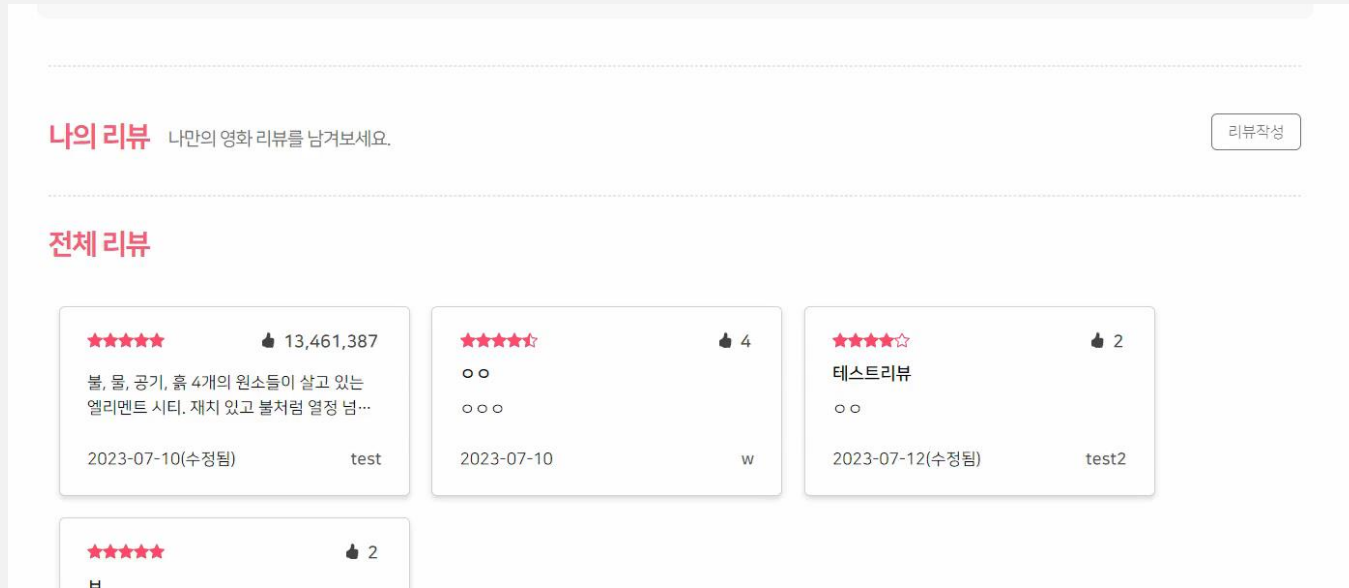 나의 리뷰 나만의 영화 리뷰를 남겨보세요. 리뷰작성
전체 리뷰
13,461,387
불, 물, 공기, 흙 4개의 원소들이 살고 있는
엘리멘트 시티. 재치 있고 불처럼 열정 넘…
2023-07-10(수정됨) test
4
ㅇㅇ
ㅇㅇㅇ
2023-07-10 w
2
테스트리뷰
ㅇㅇ
2023-07-12(수정됨) test2
2